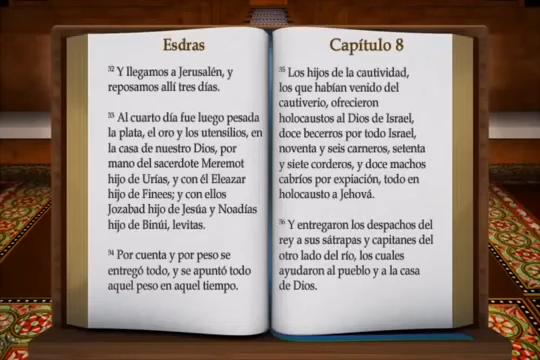 Esdras
32 Y llegamos a Jerusalén, y
reposamos allí tres días.
33 Al cuarto día fue luego pesada
la plata, el oro y los utensilios, en
la casa de nuestro Dios, por
mano del sacerdote Meremot
hijo de Urías, y con él Eleazar
hijo de Finees; y con ellos
Jozabad hijo de Jesúa y Noadías
hijo de Binúi, levitas.
34 Por cuenta y por peso se
entregó todo, y se apuntó todo
aquel peso en aquel tiempo.
Capítulo 8
35 Los hijos de la cautividad,
los que habían venido del
cautiverio, ofrecieron
holocaustos al Dios de Israel,
doce becerros por todo Israel,
noventa y seis carneros, setenta
y siete corderos, y doce machos
cabríos por expiación, todo en
holocausto a Jehová.
36 Y entregaron los despachos del
rey a sus sátrapas y capitanes del
otro lado del río, los cuales
ayudaron al pueblo y a la casa
de Dios.